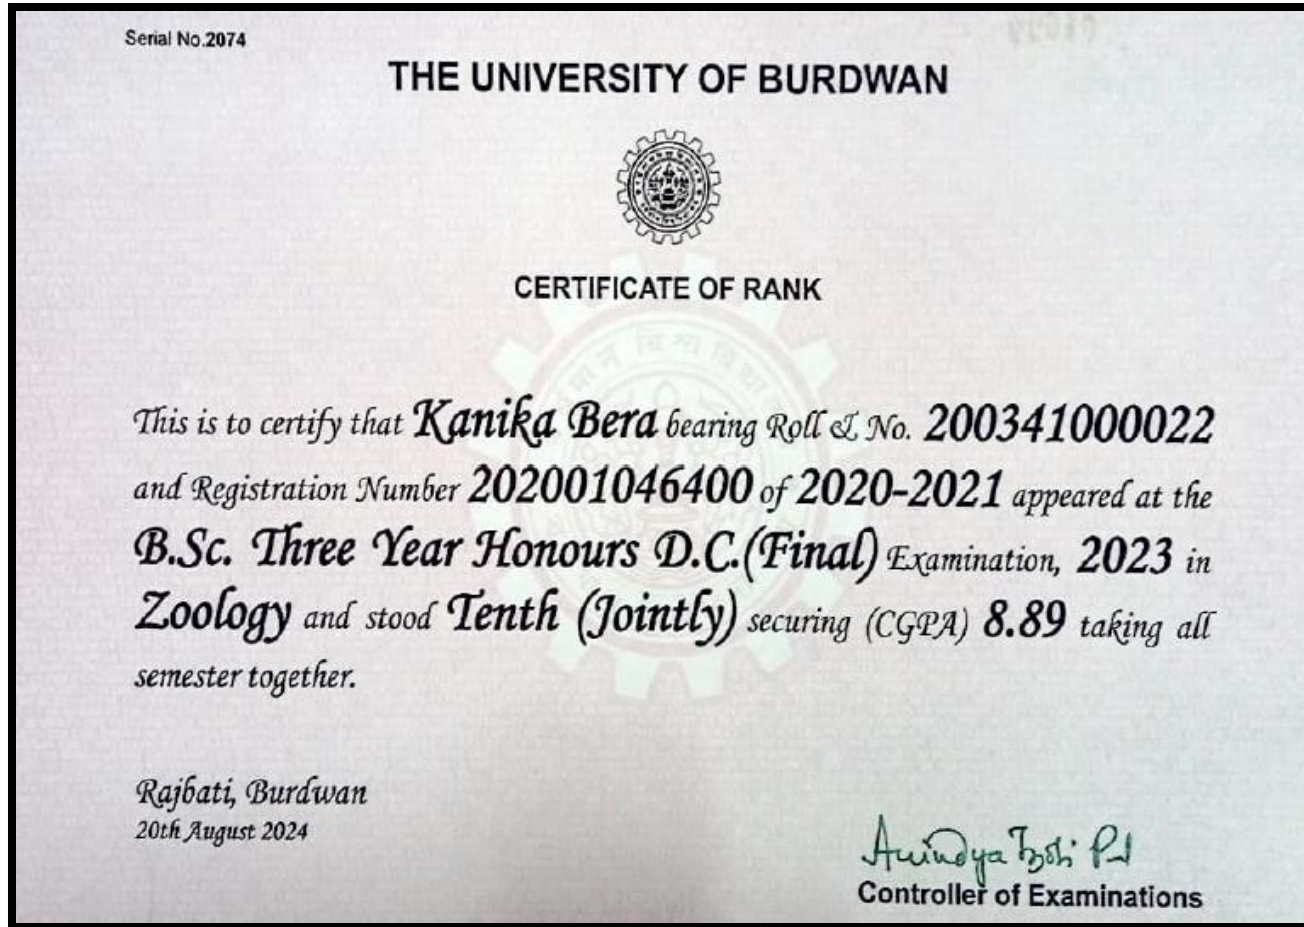 Serial No.2074
THE UNIVERSITY OF BURDWAN
CERTIFICATE OF RANK
This is to certify that Kanika Bera bearing Roll & No. 200341000022
and Registration Number 202001046400 of 2020-2021 appeared at the
B.Sc. Three Year Honours D.C.(Final) Examination, 2023 in
Zoology and stood Tenth (Jointly) securing (CGPA) 8.89 taking all
semester together.
Rajbati, Burdwan
20th August 2024
Anindya Jyoti Pal
Controller of Examinations